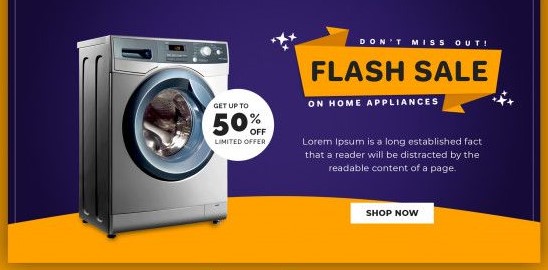 DON'T MISS OUT!
FLASH SALE
ON HOME APPLIANCES
GET UP TO
50% OFF
LIMITED OFFER
Lorem Ipsum is a long established fact
that a reader will be distracted by the
readable content of a page.
SHOP NOW